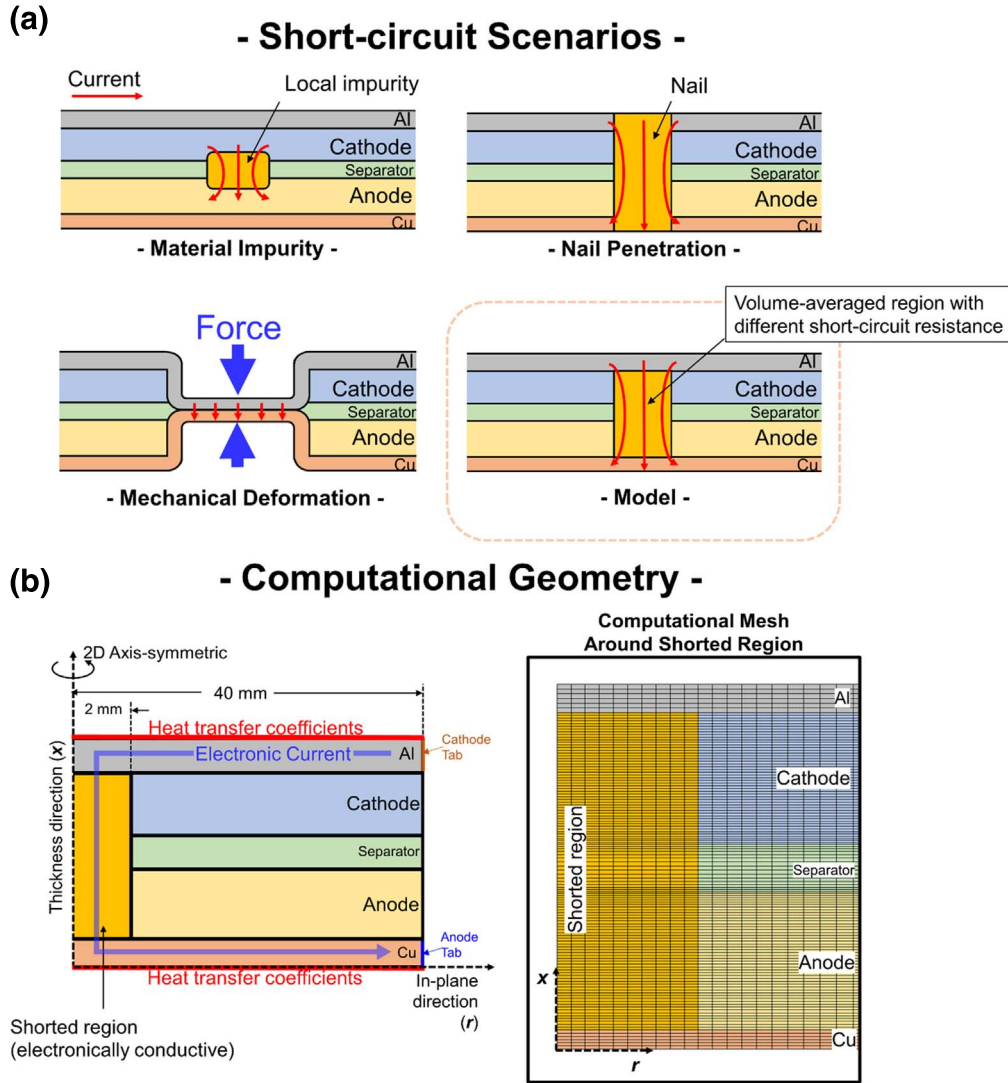 (a)
- Short-circuit Scenarios -
Current
Local impurity
Al
Cathode
Separator
Anode
Cu
- Material Impurity -
Nail
Al
Cathode
Separator
Anode
Cu
- Nail Penetration -
Force
Al
Cathode
Separator
Anode
Cu
- Mechanical Deformation -
Volume-averaged region with
different short-circuit resistance
Al
Cathode
Separator
Anode
Cu
- Model -
(b)
- Computational Geometry -
2D Axis-symmetric
40 mm
2 mm
Heat transfer coefficients
Electronic Current
Al
Cathode
Tab
Thickness direction (x)
Cathode
Separator
Anode
Cu
Anode
Tab
Heat transfer coefficients
In-plane
direction
(r)
Shorted region
(electronically conductive)
Computational Mesh
Around Shorted Region
Al
Cathode
Shorted region
Separator
Anode
x
Cu
r